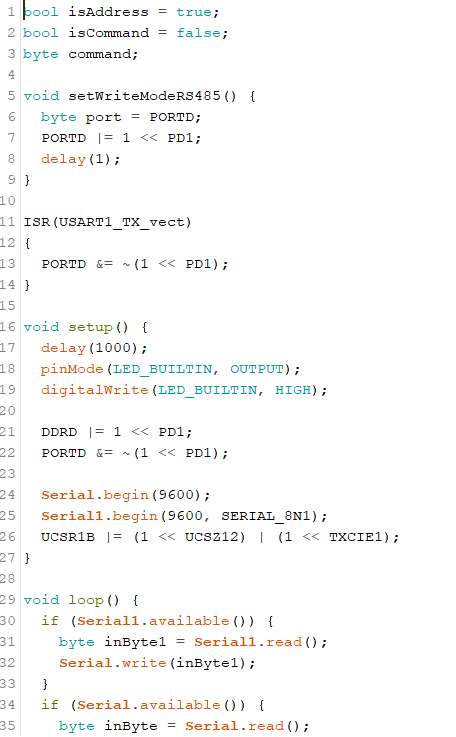 1 bool isAddress = true;
2 bool isCommand = false;
3 byte command;
4
5 void setWriteModeRS485() {
6   byte port = PORTD;
7   PORTD |= 1 << PD1;
8   delay(1);
9 }
10
11 ISR(USART1_TX_vect)
12 {
13   PORTD &= ~(1 << PD1);
14 }
15
16 void setup() {
17   delay(1000);
18   pinMode(LED_BUILTIN, OUTPUT);
19   digitalWrite(LED_BUILTIN, HIGH);
20
21   DDRD |= 1 << PD1;
22   PORTD &= ~(1 << PD1);
23
24   Serial.begin(9600);
25   Serial1.begin(9600, SERIAL_8N1);
26   UCSR1B |= (1 << UCSZ12) | (1 << TXCIE1);
27 }
28
29 void loop() {
30   if (Serial1.available()) {
31     byte inByte1 = Serial1.read();
32     Serial.write(inByte1);
33   }
34   if (Serial.available()) {
35     byte inByte = Serial.read();